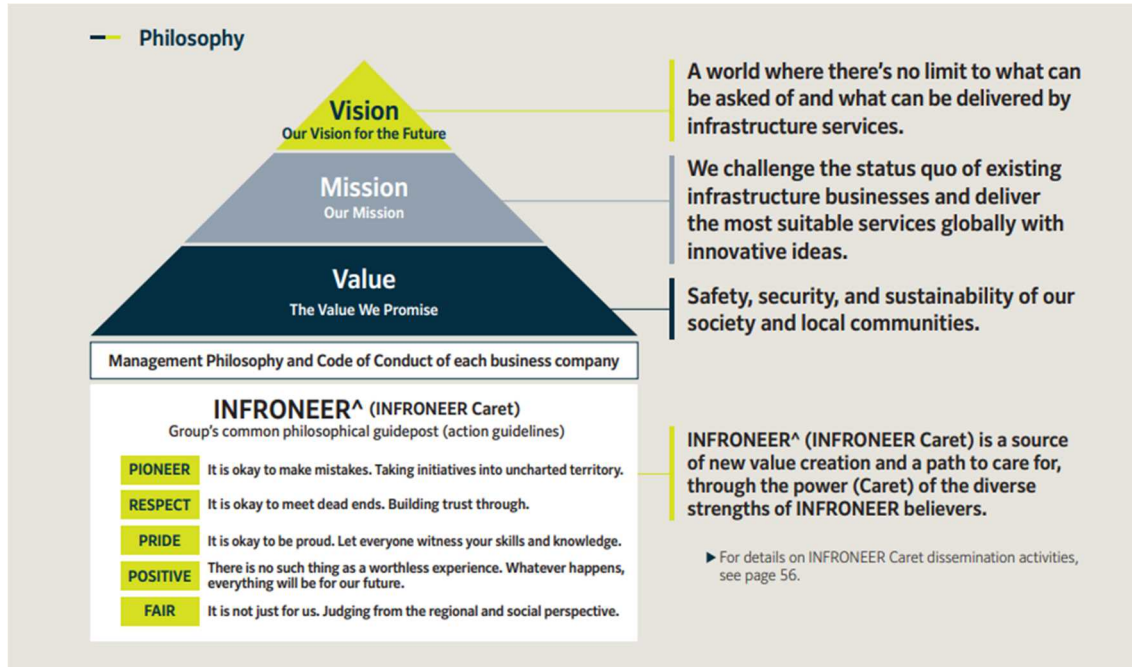 Philosophy
Vision
Our Vision for the Future
A world where there's no limit to what can
be asked of and what can be delivered by
infrastructure services.
Mission
Our Mission
We challenge the status quo of existing
infrastructure businesses and deliver
the most suitable services globally with
innovative ideas.
Value
The Value We Promise
Safety, security, and sustainability of our
society and local communities.
Management Philosophy and Code of Conduct of each business company
INFRONEER^ (INFRONEER Caret)
Group's common philosophical guidepost (action guidelines)
PIONEER It is okay to make mistakes. Taking initiatives into uncharted territory.
RESPECT It is okay to meet dead ends. Building trust through.
PRIDE It is okay to be proud. Let everyone witness your skills and knowledge.
POSITIVE There is no such thing as a worthless experience. Whatever happens,
everything will be for our future.
FAIR It is not just for us. Judging from the regional and social perspective.
INFRONEER^ (INFRONEER Caret) is a source
of new value creation and a path to care for,
through the power (Caret) of the diverse
strengths of INFRONEER believers.
▶ For details on INFRONEER Caret dissemination activities,
see page 56.